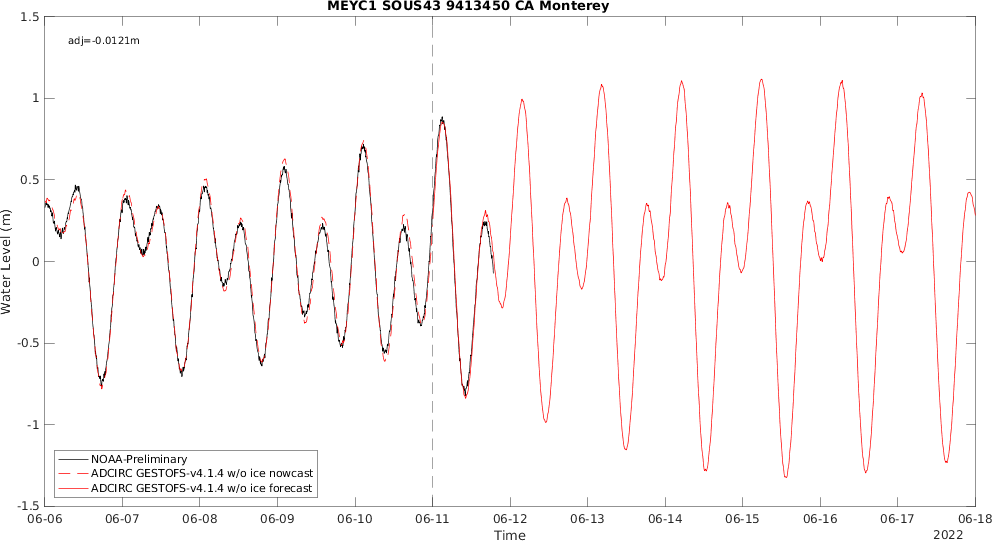 MEYC1 SOUS43 9413450 CA Monterey
adj=-0.0121m
1.5
1
0.5
0
-0.5
-1
-1.5
Water Level (m)
NOAA-Preliminary
ADCIRC GESTOFS-v4.1.4 w/o ice nowcast
ADCIRC GESTOFS-v4.1.4 w/o ice forecast
06-06 06-07 06-08 06-09 06-10 06-11 06-12 06-13 06-14 06-15 06-16 06-17 06-18
Time
2022